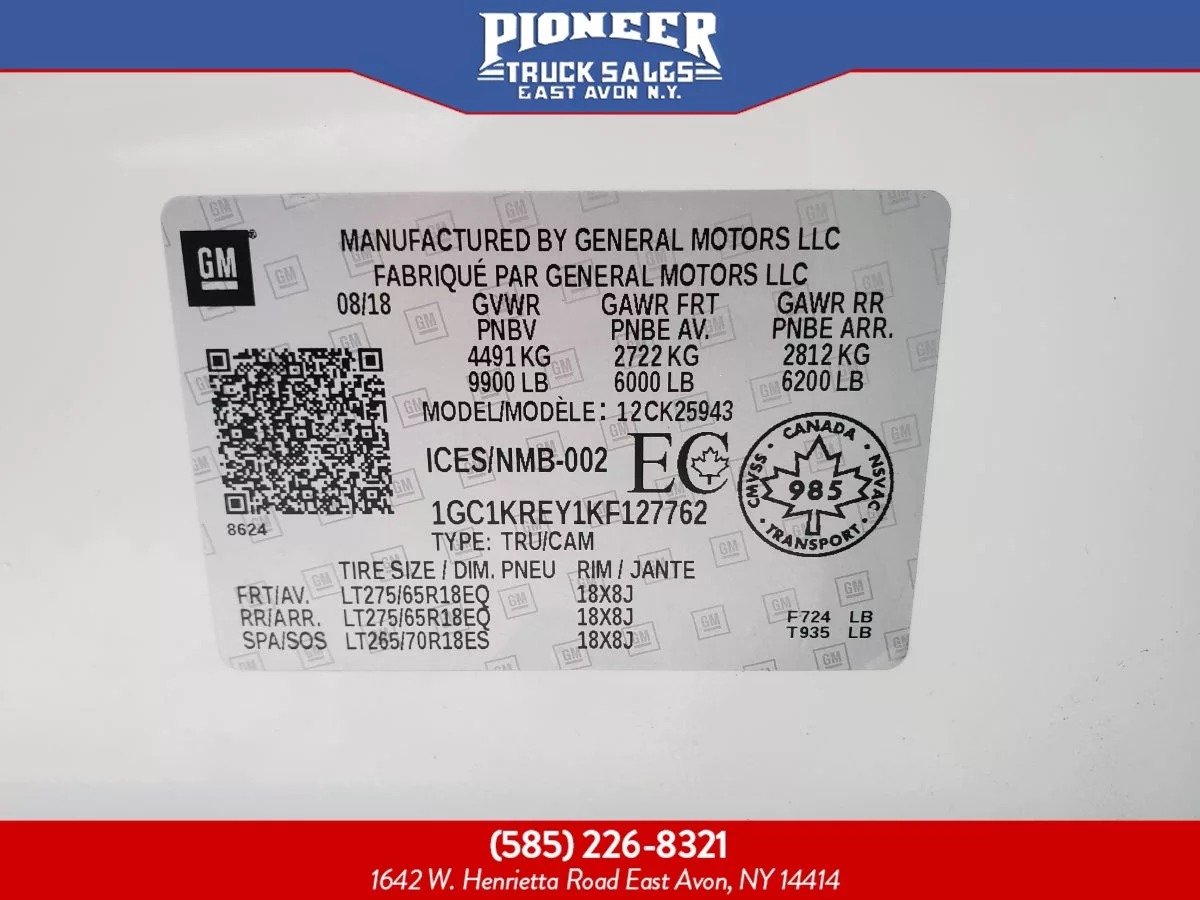 PIONEER
TRUCK SALES
EAST AVON N.Y.
GM
MANUFACTURED BY GENERAL MOTORS LLC
FABRIQUÉ PAR GENERAL MOTORS LLC
08/18 GVWR GAWR FRT GAWR RR
PNBV PNBE AV. PNBE ARR.
4491 KG 2722 KG 2812 KG
9900 LB 6000 LB 6200 LB
MODEL/MODÈLE: 12CK25943
ICES/NMB-002 EC
CANADA
CMVSS 985 NSVAC
TRANSPORT
1GC1KREY1KF127762
8624
TYPE: TRU/CAM
TIRE SIZE / DIM. PNEU RIM / JANTE
FRT/AV. LT275/65R18EQ 18X8J
RR/ARR. LT275/65R18EQ 18X8J F724 LB
SPA/SOS LT265/70R18ES 18X8J T935 LB
(585) 226-8321
1642 W. Henrietta Road East Avon, NY 14414